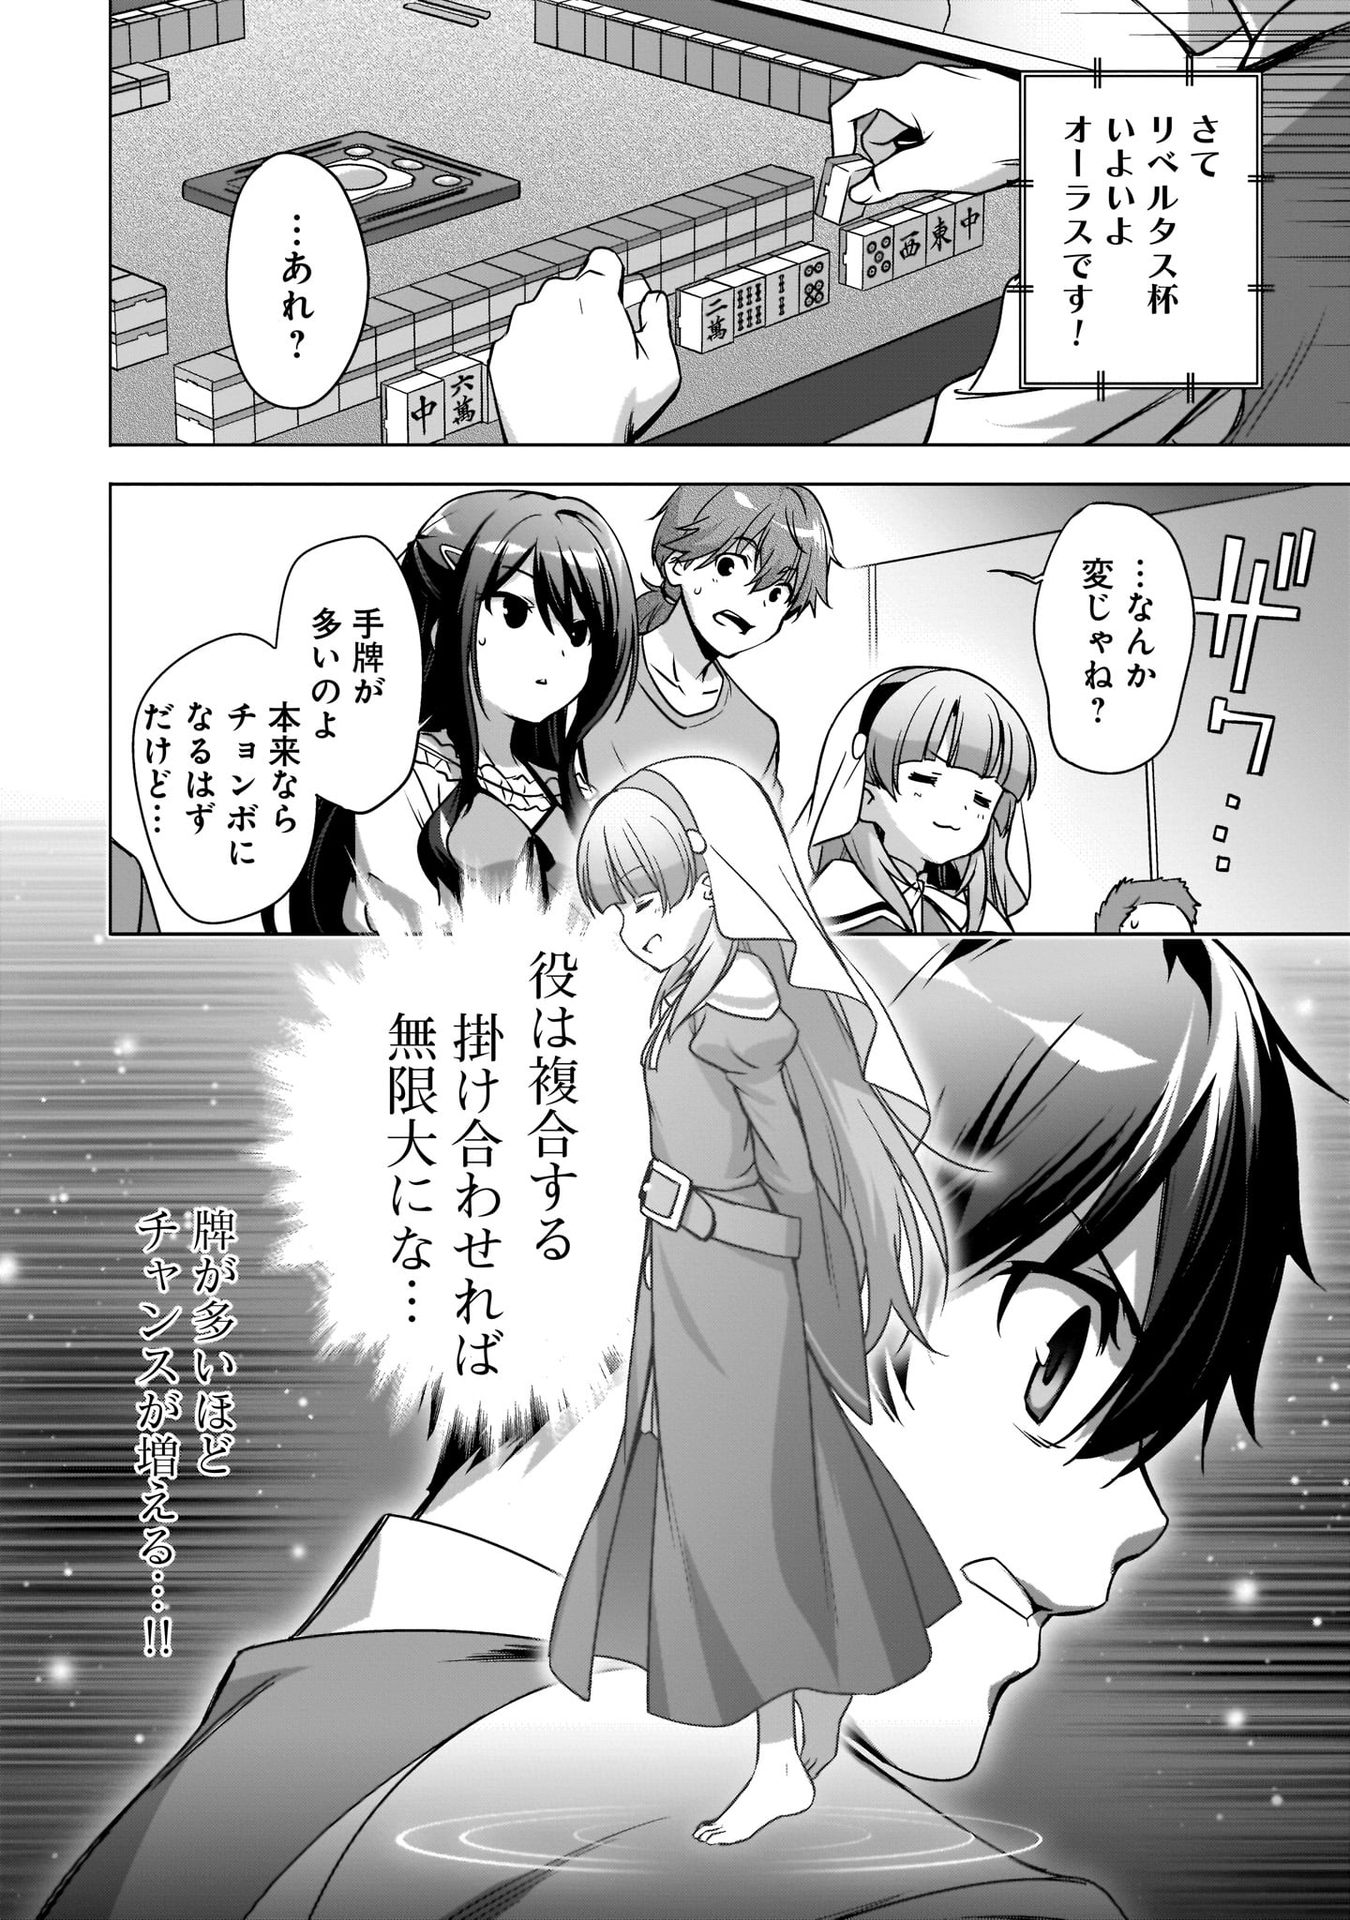 さて
リベルタス杯
いよいよ
オーラスです！
…あれ？
中
六萬
二萬
西
東
中
ザワ…
…なんか
変じゃね？
手牌が
多いのよ
本来なら
チョンボに
なるはず
だけど…
役は複合する
掛け合わせれば
無限大にな…
牌が多いほど
チャンスが増える…!!